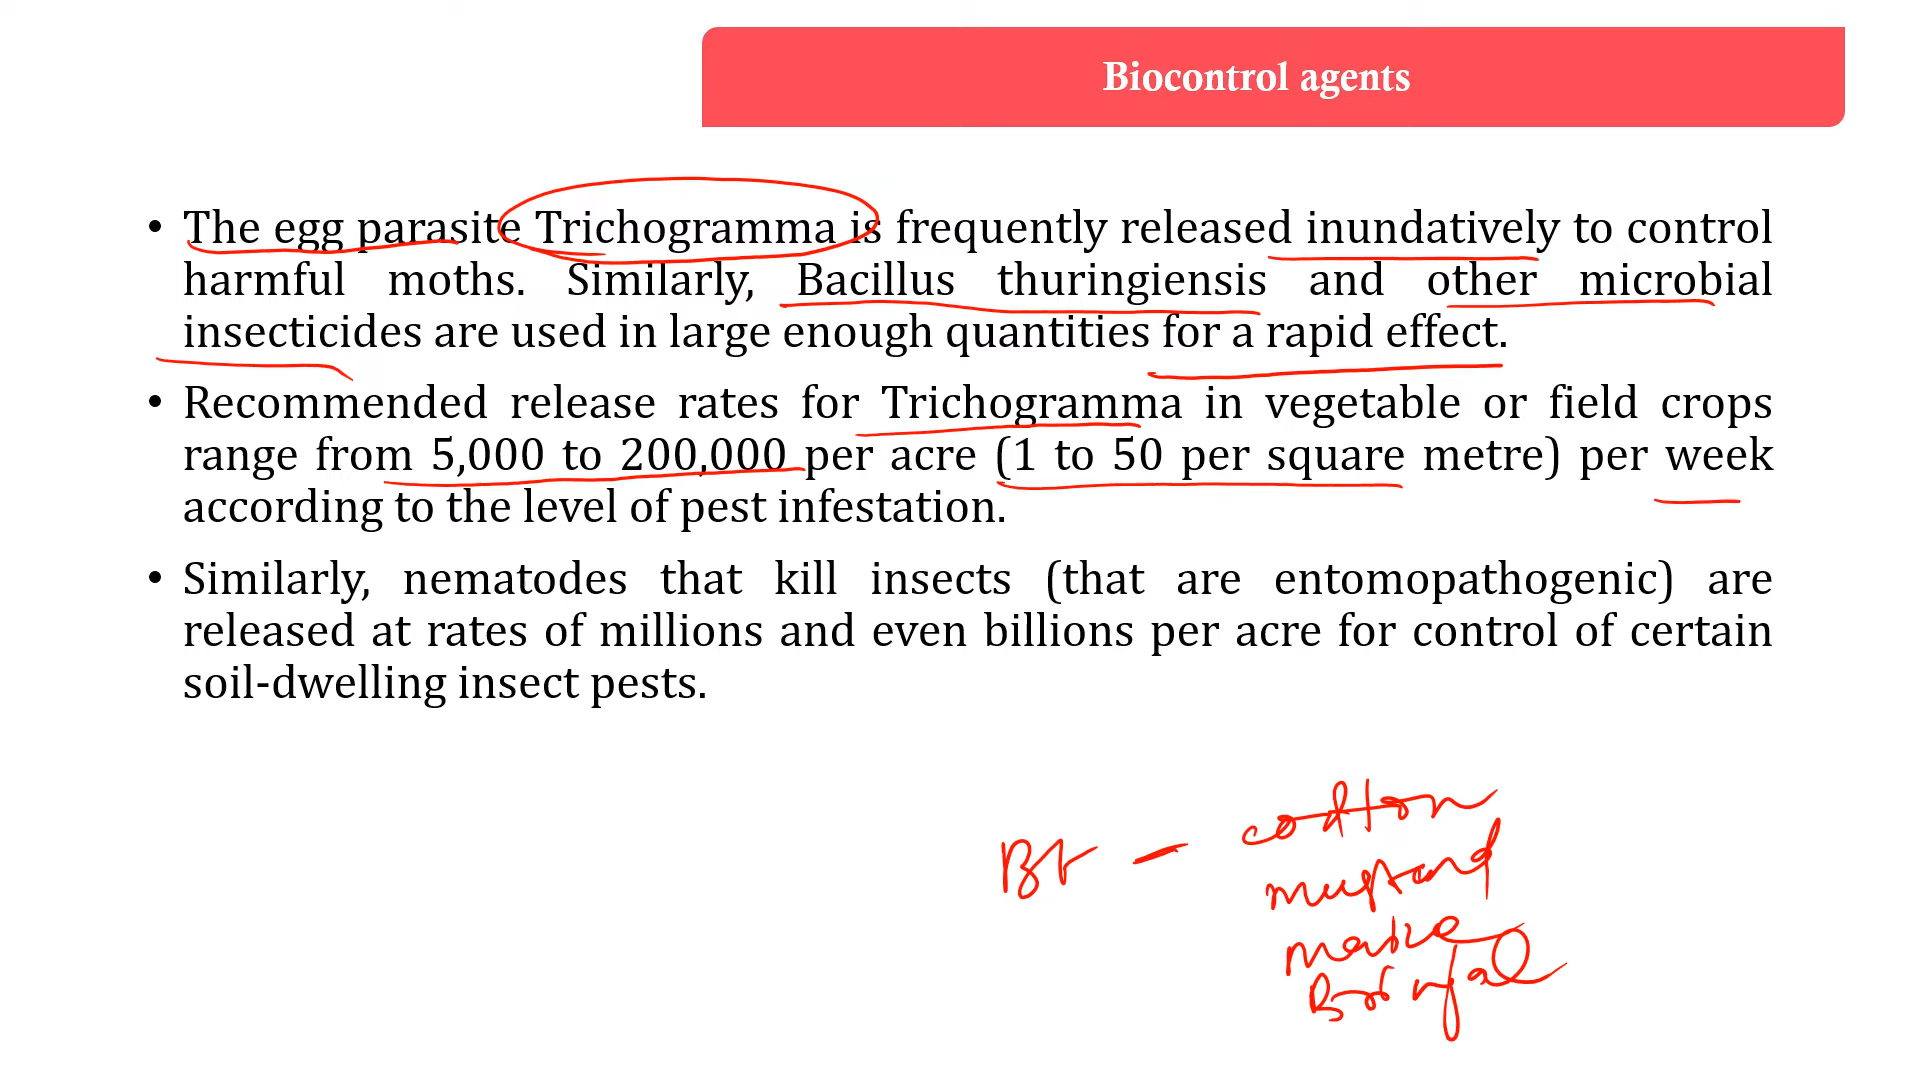 Biocontrol agents
• The egg parasite Trichogramma is frequently released inundatively to control
harmful moths. Similarly, Bacillus thuringiensis and other microbial
insecticides are used in large enough quantities for a rapid effect.
• Recommended release rates for Trichogramma in vegetable or field crops
range from 5,000 to 200,000 per acre (1 to 50 per square metre) per week
according to the level of pest infestation.
• Similarly, nematodes that kill insects (that are entomopathogenic) are
released at rates of millions and even billions per acre for control of certain
soil-dwelling insect pests.
Bt - cotton
mustard
maize
Brinjal